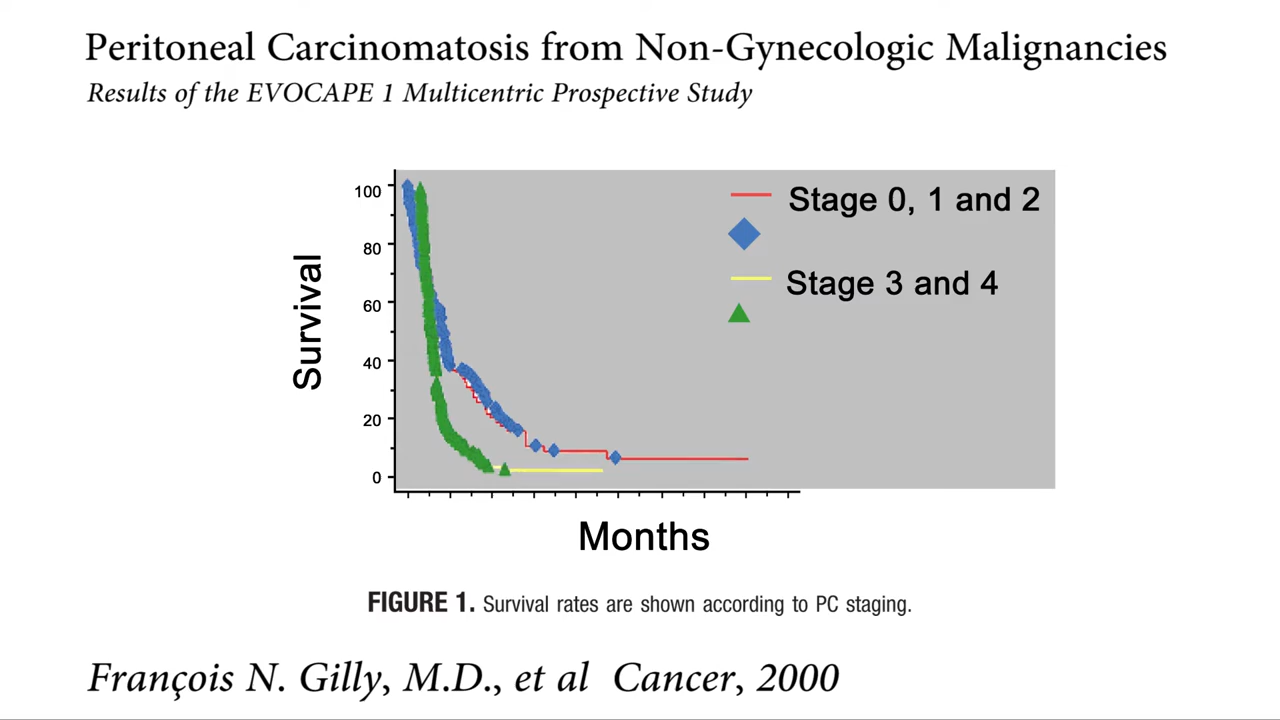 Peritoneal Carcinomatosis from Non-Gynecologic Malignancies
Results of the EVOCAPE 1 Multicentric Prospective Study
Stage 0, 1 and 2
Stage 3 and 4
Survival
100
80
60
40
20
0
Months
FIGURE 1. Survival rates are shown according to PC staging.
François N. Gilly, M.D., et al Cancer, 2000